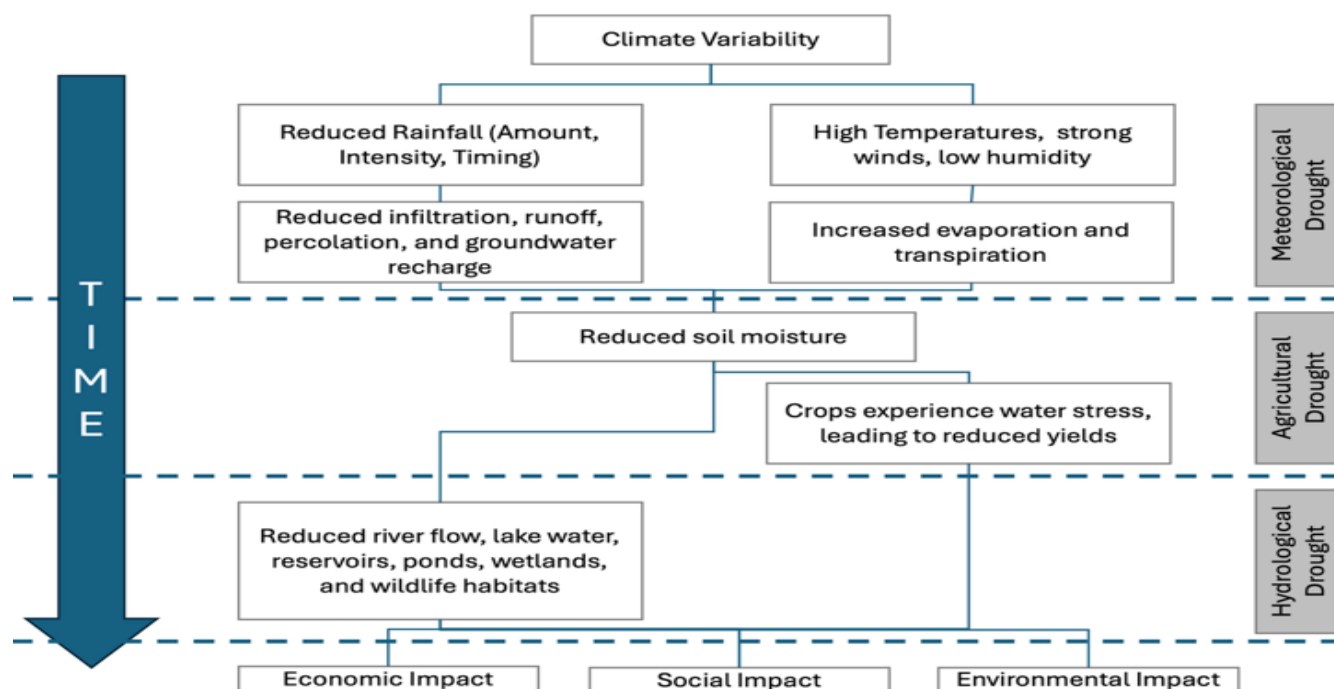 Climate Variability
Reduced Rainfall (Amount,
Intensity, Timing)
High Temperatures, strong
winds, low humidity
Meteorological
Drought
Reduced infiltration, runoff,
percolation, and groundwater
recharge
Increased evaporation and
transpiration
TIME
Reduced soil moisture
Agricultural
Drought
Crops experience water stress,
leading to reduced yields
Reduced river flow, lake water,
reservoirs, ponds, wetlands,
and wildlife habitats
Hydrological
Drought
Economic Impact
Social Impact
Environmental Impact